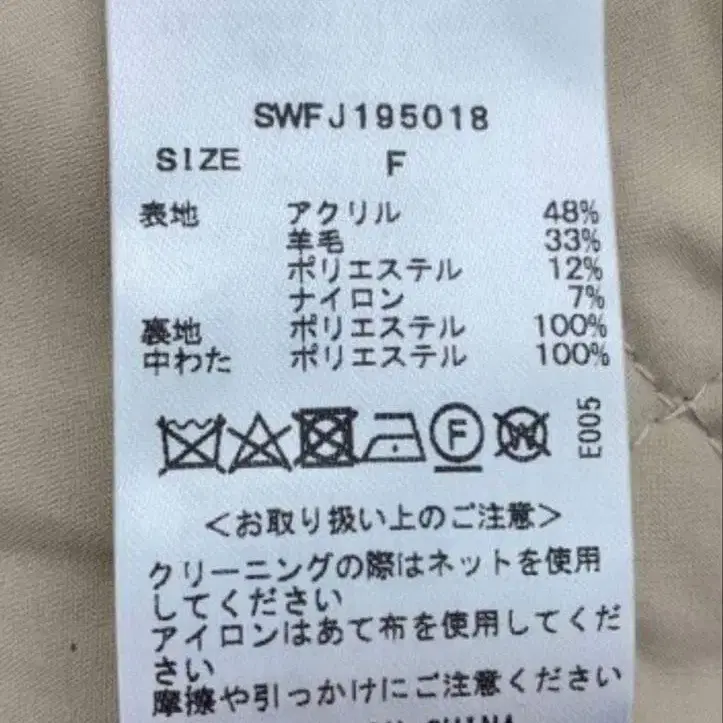 SWFJ195018
SIZE F
表地 アクリル 48%
羊毛 33%
ポリエステル 12%
ナイロン 7%
裏地 ポリエステル 100%
中わた ポリエステル 100%
F W E005
<お取り扱い上のご注意>
クリーニングの際はネットを使用
してください
アイロンはあて布を使用してくだ
さい
摩擦や引っかけにご注意ください
CHINA